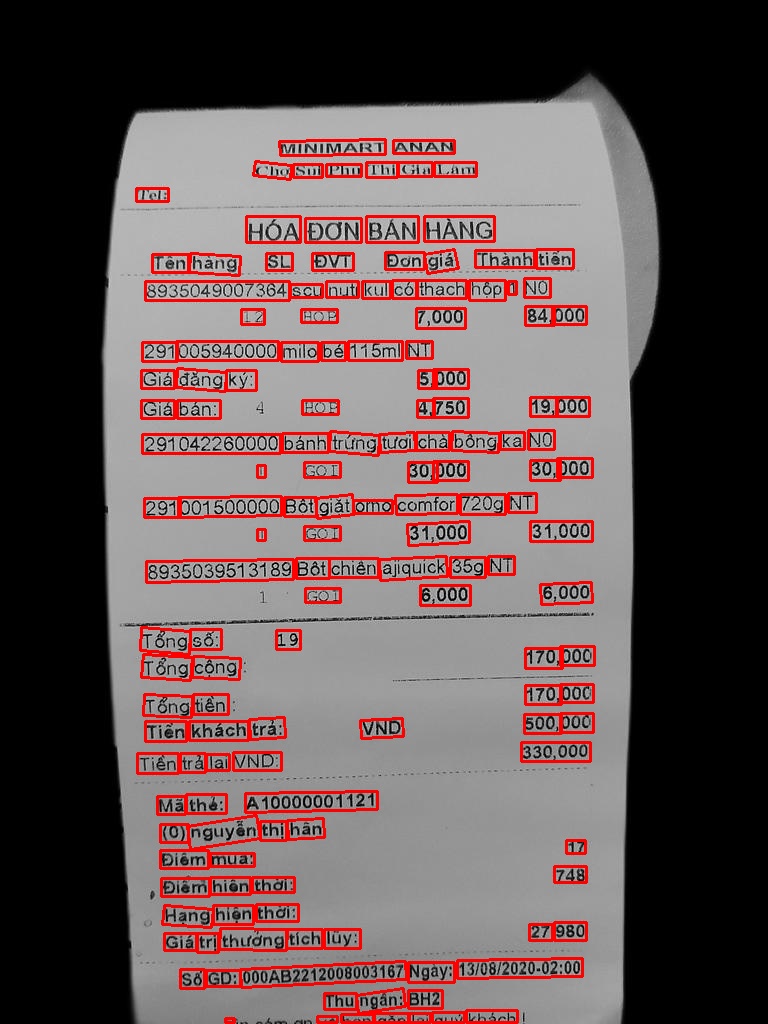 MINIMART ANAN
Chợ Sủi Phú Thị Gia Lâm
Tel:
HÓA ĐƠN BÁN HÀNG
Tên hàng SL ĐVT Đơn giá Thành tiền
8935049007364 scu nuti kul có thach hộp 1 N0
12 HOP 7,000 84,000
291005940000 milo bé 115ml NT
Giá đăng ký: 5,000
Giá bán: 4 HOP 4,750 19,000
291042260000 bánh trứng tươi chà bông ka N0
1 GOI 30,000 30,000
291001500000 Bôt giặt omo comfor 720g NT
1 GOI 31,000 31,000
8935039513189 Bôt chiên ajiquick 35g NT
1 GOI 6,000 6,000
Tổng số: 19
Tổng cộng : 170,000
Tổng tiền : 170,000
Tiền khách trả: VND 500,000
Tiền trả lai VND: 330,000
Mã thẻ: A10000001121
(0) nguyễn thị hân
Điểm mua: 17
Điểm hiện thời: 748
Hạng hiện thời:
Giá trị thưởng tích lũy: 27 980
Số GD: 000AB2212008003167 Ngày: 13/08/2020-02:00
Thu ngân: BH2
gặp lại quý khách !